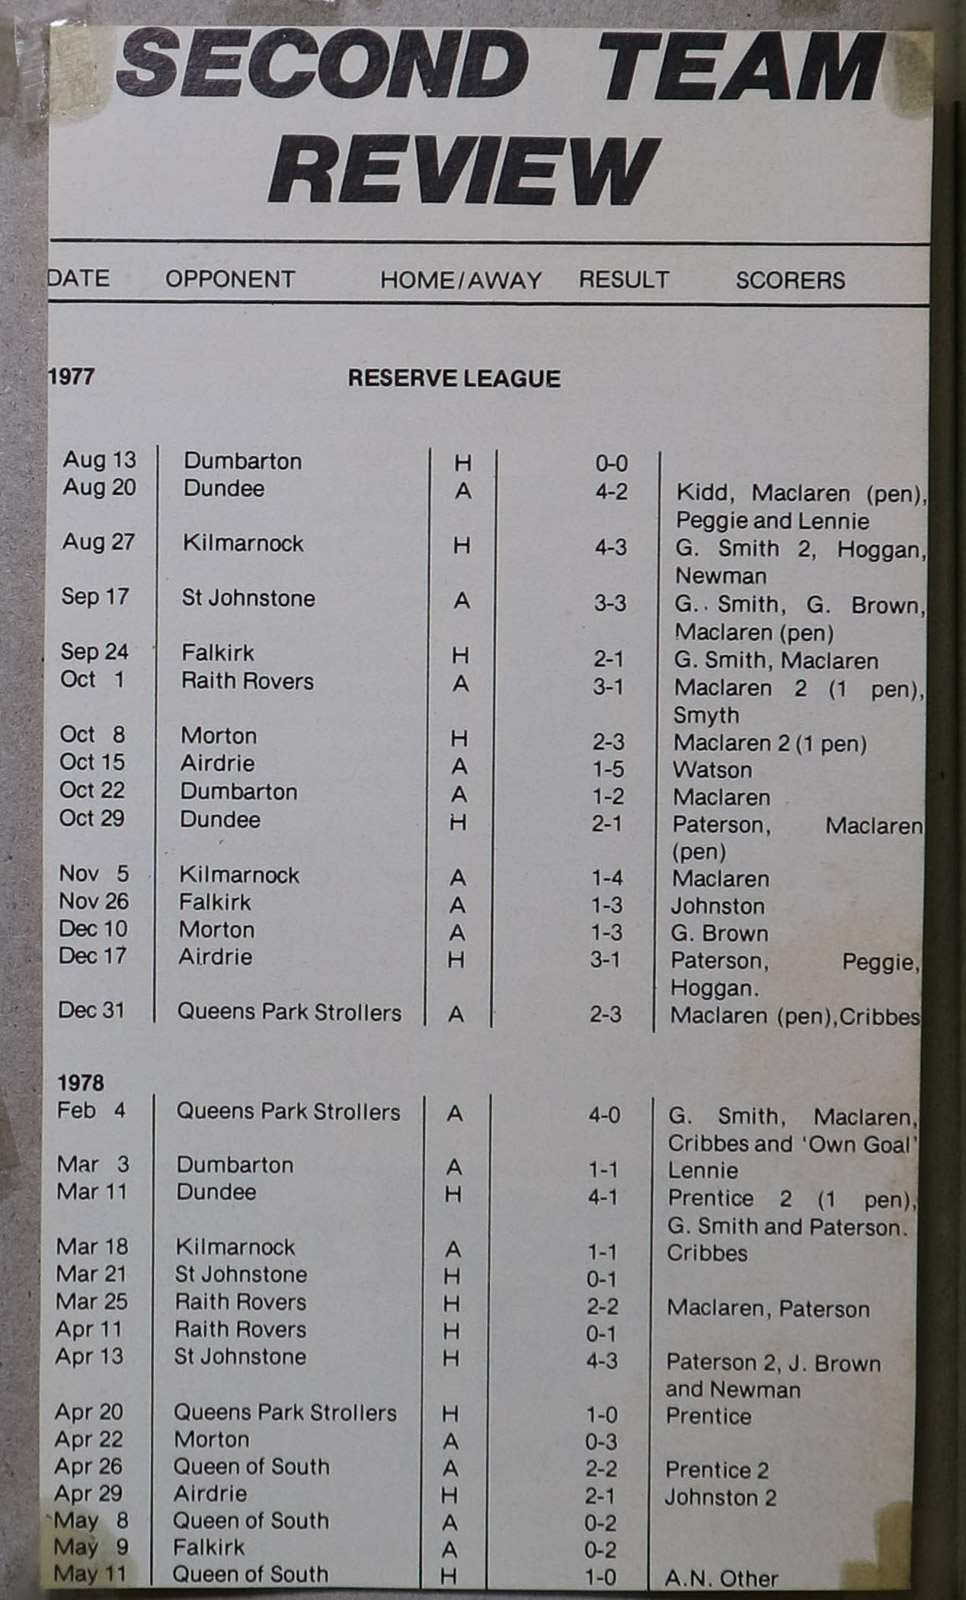 SECOND TEAM
REVIEW
DATE OPPONENT HOME/AWAY RESULT SCORERS
1977 RESERVE LEAGUE
Aug 13 Dumbarton H 0-0
Aug 20 Dundee A 4-2 Kidd, Maclaren (pen),
Peggie and Lennie
Aug 27 Kilmarnock H 4-3 G. Smith 2, Hoggan,
Newman
Sep 17 St Johnstone A 3-3 G. Smith, G. Brown,
Maclaren (pen)
Sep 24 Falkirk H 2-1 G. Smith, Maclaren
Oct 1 Raith Rovers A 3-1 Maclaren 2 (1 pen),
Smyth
Oct 8 Morton H 2-3 Maclaren 2 (1 pen)
Oct 15 Airdrie A 1-5 Watson
Oct 22 Dumbarton A 1-2 Maclaren
Oct 29 Dundee H 2-1 Paterson, Maclaren
(pen)
Nov 5 Kilmarnock A 1-4 Maclaren
Nov 26 Falkirk A 1-3 Johnston
Dec 10 Morton A 1-3 G. Brown
Dec 17 Airdrie H 3-1 Paterson, Peggie,
Hoggan.
Dec 31 Queens Park Strollers A 2-3 Maclaren (pen),Cribbes
1978
Feb 4 Queens Park Strollers A 4-0 G. Smith, Maclaren,
Cribbes and 'Own Goal'
Mar 3 Dumbarton A 1-1 Lennie
Mar 11 Dundee H 4-1 Prentice 2 (1 pen),
G. Smith and Paterson.
Mar 18 Kilmarnock A 1-1 Cribbes
Mar 21 St Johnstone H 0-1
Mar 25 Raith Rovers H 2-2 Maclaren, Paterson
Apr 11 Raith Rovers H 0-1
Apr 13 St Johnstone H 4-3 Paterson 2, J. Brown
and Newman
Apr 20 Queens Park Strollers H 1-0 Prentice
Apr 22 Morton A 0-3
Apr 26 Queen of South A 2-2 Prentice 2
Apr 29 Airdrie H 2-1 Johnston 2
May 8 Queen of South A 0-2
May 9 Falkirk A 0-2
May 11 Queen of South H 1-0 A.N. Other